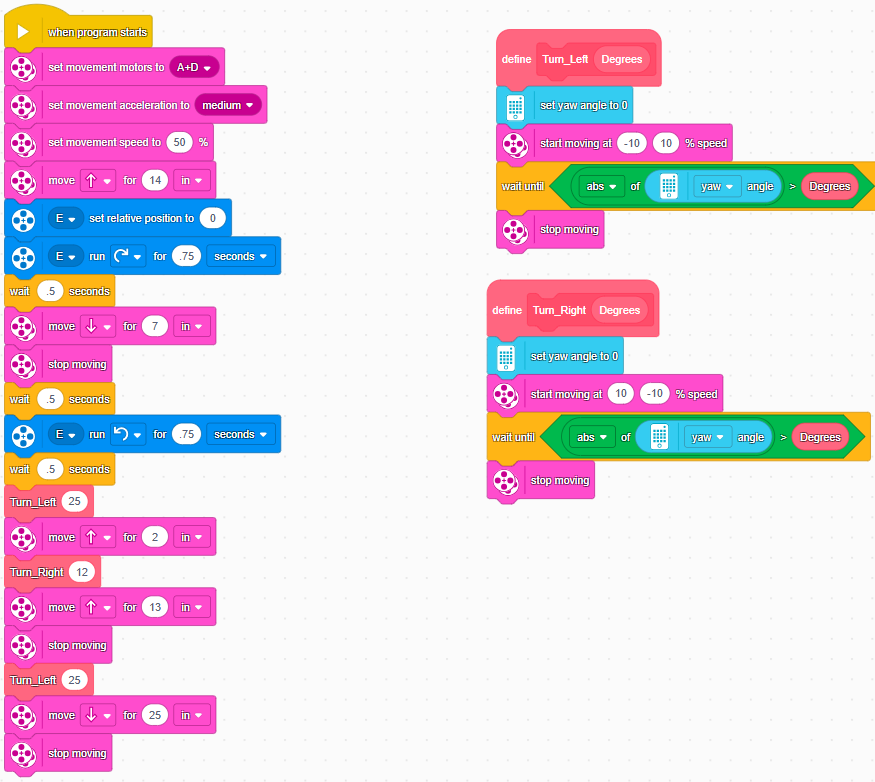 when program starts
set movement motors to A+D
set movement acceleration to medium
set movement speed to 50 %
move for 14 in
E set relative position to 0
E run for .75 seconds
wait .5 seconds
move for 7 in
stop moving
wait .5 seconds
E run for .75 seconds
wait .5 seconds
Turn_Left 25
move for 2 in
Turn_Right 12
move for 13 in
stop moving
Turn_Left 25
move for 25 in
stop moving
define Turn_Left Degrees
set yaw angle to 0
start moving at -10 10 % speed
wait until abs of yaw angle > Degrees
stop moving
define Turn_Right Degrees
set yaw angle to 0
start moving at 10 -10 % speed
wait until abs of yaw angle > Degrees
stop moving